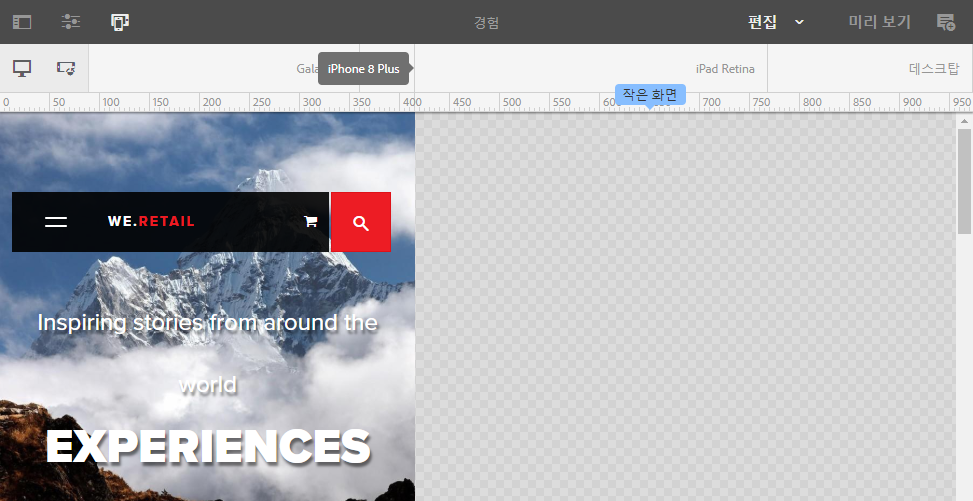 경험
편집
미리 보기
Gala
iPhone 8 Plus
iPad Retina
데스크탑
0 50 100 150 200 250 300 350 400 450 500 550 600 650 700 750 800 850 900 950
작은 화면
WE.RETAIL
Inspiring stories from around the
world
EXPERIENCES